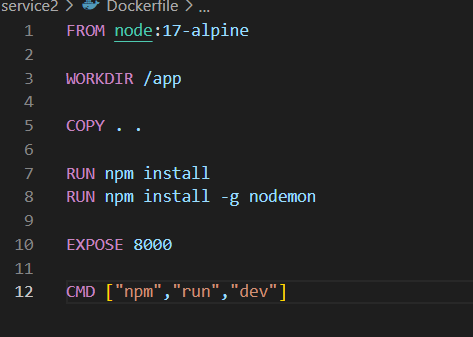 service2 > Dockerfile > ...
1 FROM node:17-alpine
2
3 WORKDIR /app
4
5 COPY . .
6
7 RUN npm install
8 RUN npm install -g nodemon
9
10 EXPOSE 8000
11
12 CMD ["npm","run","dev"]